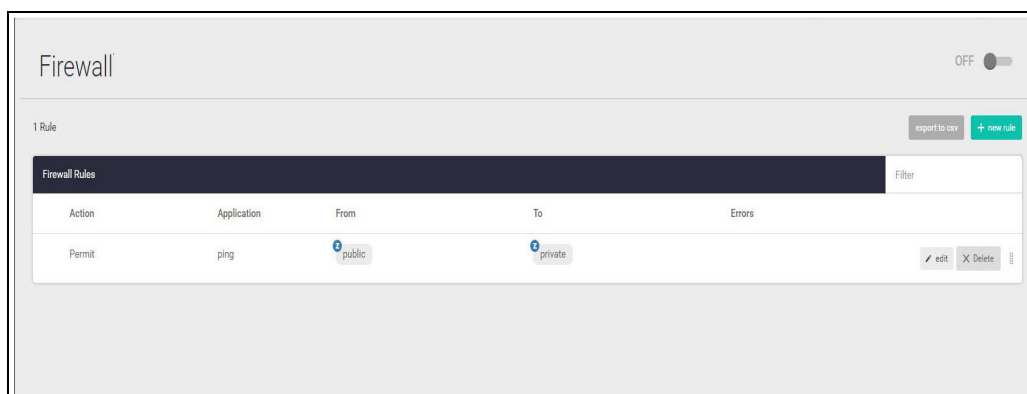 Firewall
OFF
1 Rule
export to csv
+ new rule
Firewall Rules
Filter
Action Application From To Errors
Permit ping Z public Z private edit X Delete